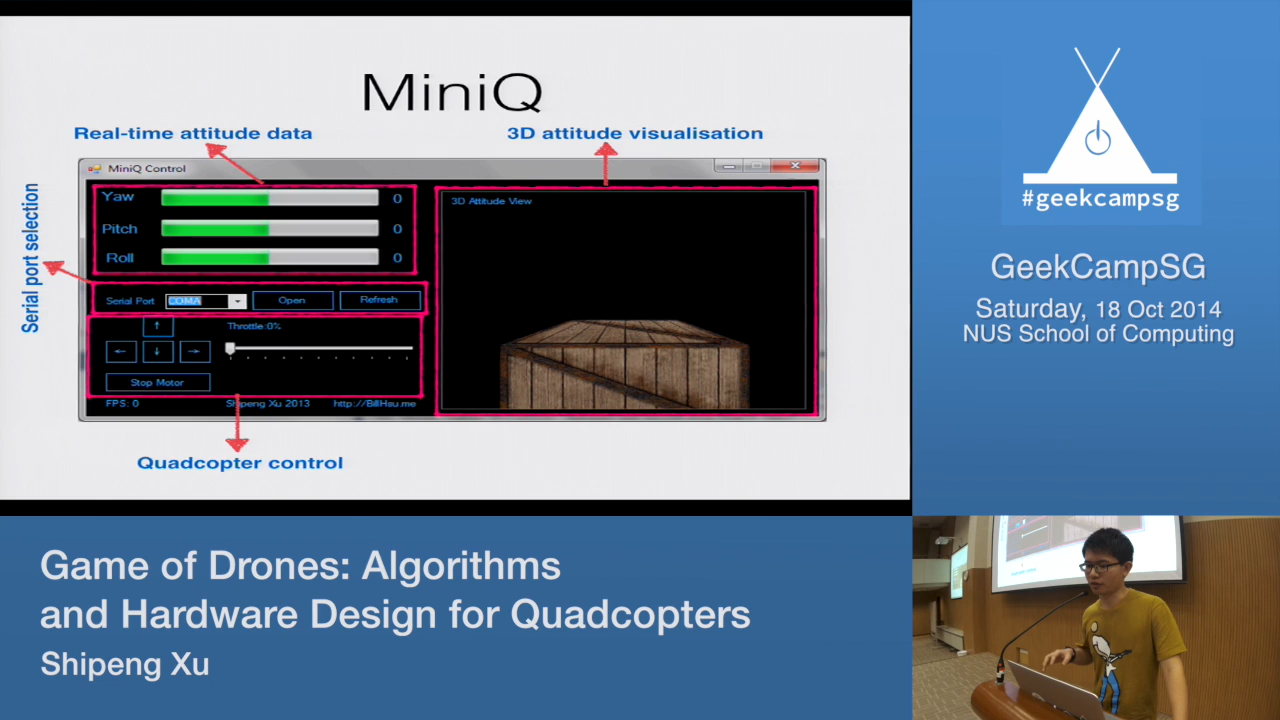 MiniQ
Real-time attitude data
3D attitude visualisation
Serial port selection
MiniQ Control
Yaw 0
Pitch 0
Roll 0
3D Attitude View
Serial Port COMA Open Refresh
Throttle:0%
Stop Motor
FPS: 0 Shipeng Xu 2013 http://BillHsu.me
Quadcopter control
#geekcampsg
GeekCampSG
Saturday, 18 Oct 2014
NUS School of Computing
Game of Drones: Algorithms
and Hardware Design for Quadcopters
Shipeng Xu